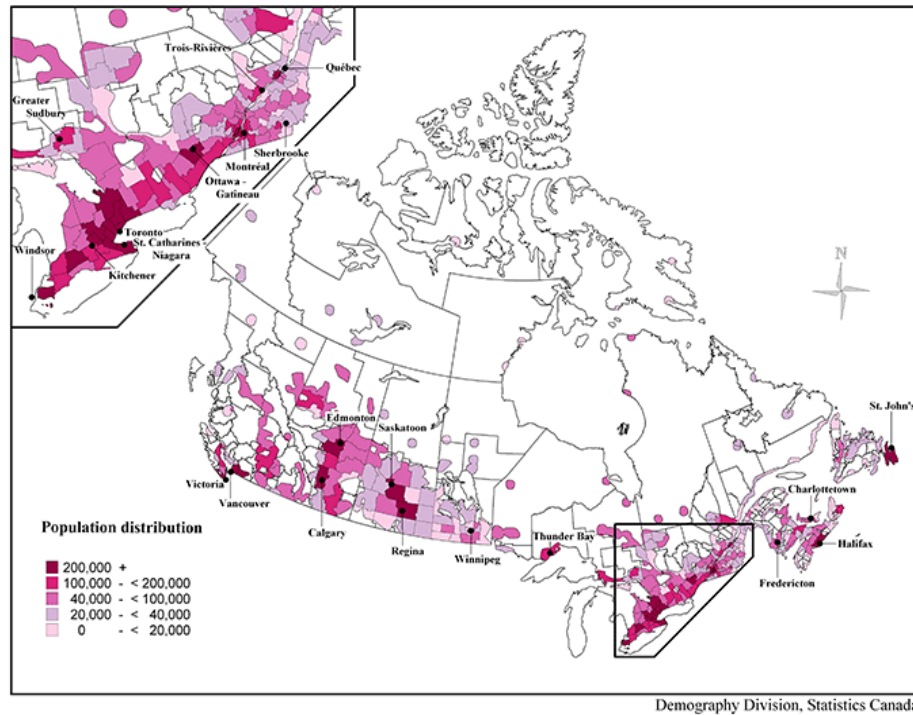 Trois-Rivières
Québec
Greater
Sudbury
Sherbrooke
Montréal
Ottawa -
Gatineau
Toronto
St. Catharines -
Niagara
Windsor
Kitchener
N
St. John's
Edmonton
Saskatoon
Charlottetown
Victoria
Vancouver
Calgary
Regina
Winnipeg
Thunder Bay
Halifax
Fredericton
Population distribution
200,000 +
100,000 - < 200,000
40,000 - < 100,000
20,000 - < 40,000
0 - < 20,000
Demography Division, Statistics Canada